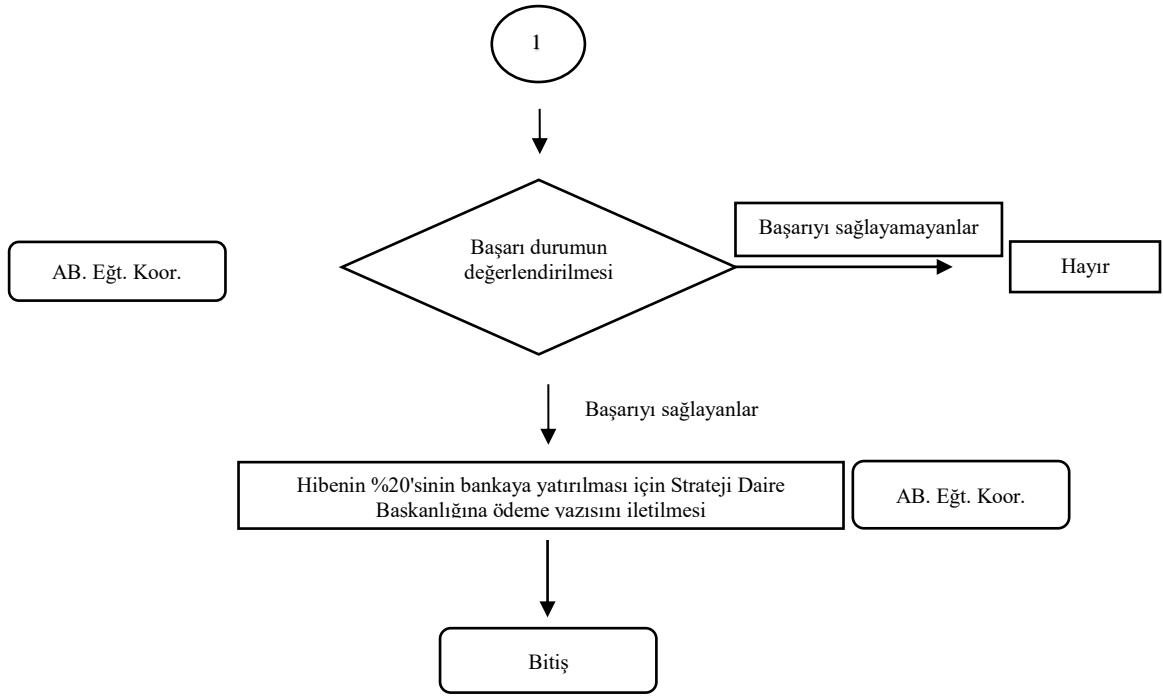 1
Başarı durumun
değerlendirilmesi
Başarıyı sağlayamayanlar
Hayır
AB. Eğt. Koor.
Başarıyı sağlayanlar
Hibenin %20'sinin bankaya yatırılması için Strateji Daire
Başkanlığına ödeme yazısını iletilmesi
AB. Eğt. Koor.
Bitiş